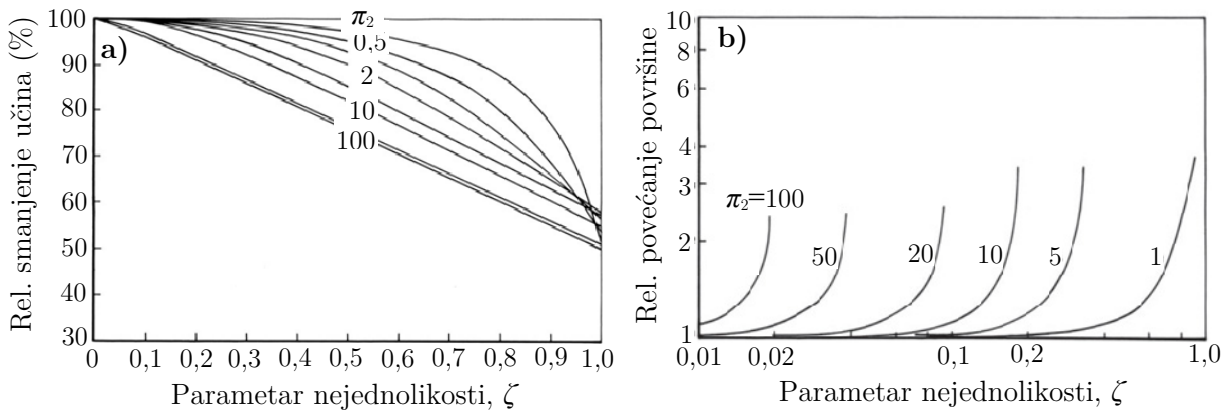 Rel. smanjenje učina (%)
100
90
80
70
60
50
40
30
a)
π₂
0,5
2
10
100
0 0,1 0,2 0,3 0,4 0,5 0,6 0,7 0,8 0,9 1,0
Parametar nejednolikosti, ζ
Rel. povećanje površine
10
8
6
4
3
2
1
b)
π₂=100
50 20 10 5 1
0,01 0,02 0,1 0,2 1,0
Parametar nejednolikosti, ζ